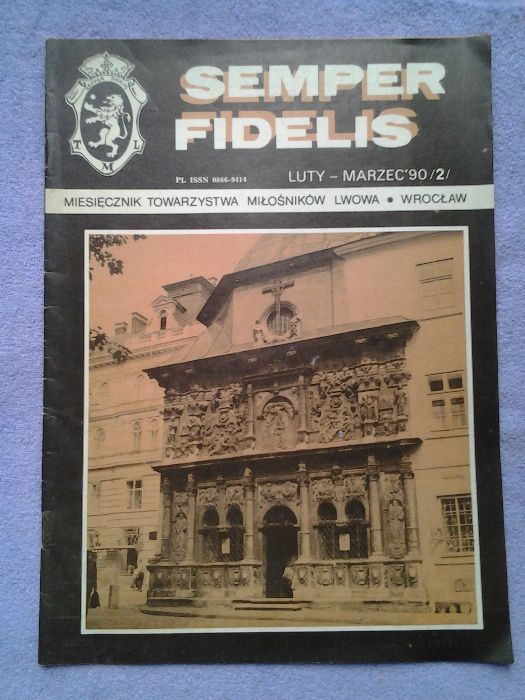 SEMPER
FIDELIS
T M L
PL ISSN 0866-9414
LUTY – MARZEC'90 /2/
MIESIĘCZNIK TOWARZYSTWA MIŁOŚNIKÓW LWOWA • WROCŁAW